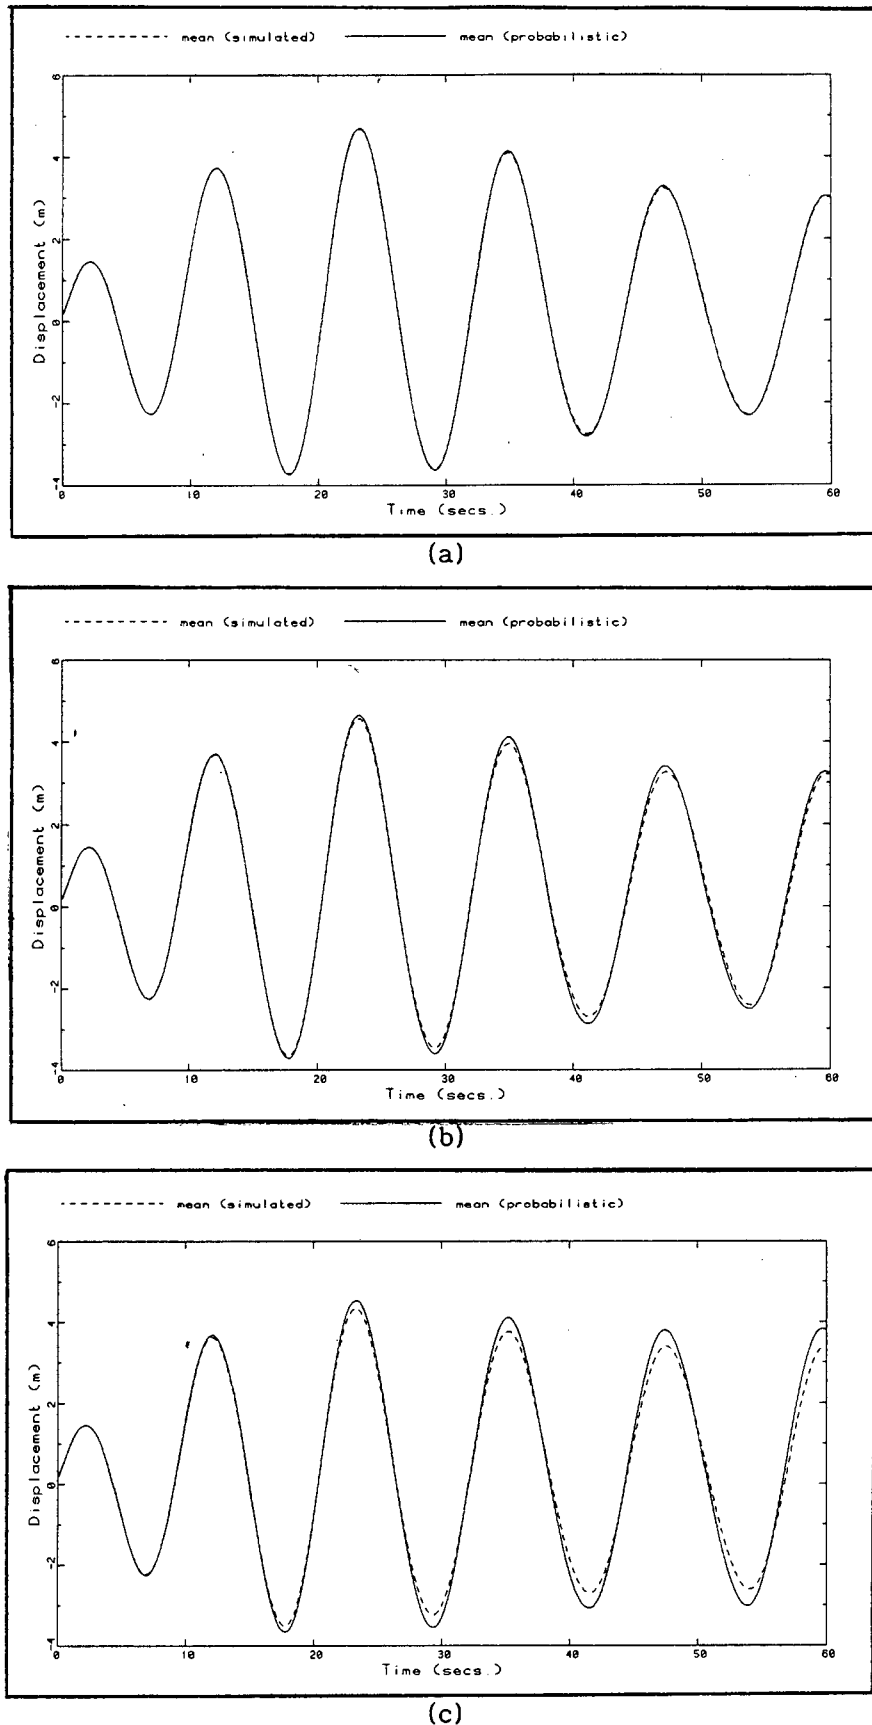 mean (simulated) mean (probabilistic)
6
4
2
0
-2
-4
Displacement (m)
0 10 20 30 40 50 60
Time (secs.)
(a)
mean (simulated) mean (probabilistic)
6
4
2
0
-2
-4
Displacement (m)
0 10 20 30 40 50 60
Time (secs.)
(b)
mean (simulated) mean (probabilistic)
6
4
2
0
-2
-4
Displacement (m)
0 10 20 30 40 50 60
Time (secs.)
(c)